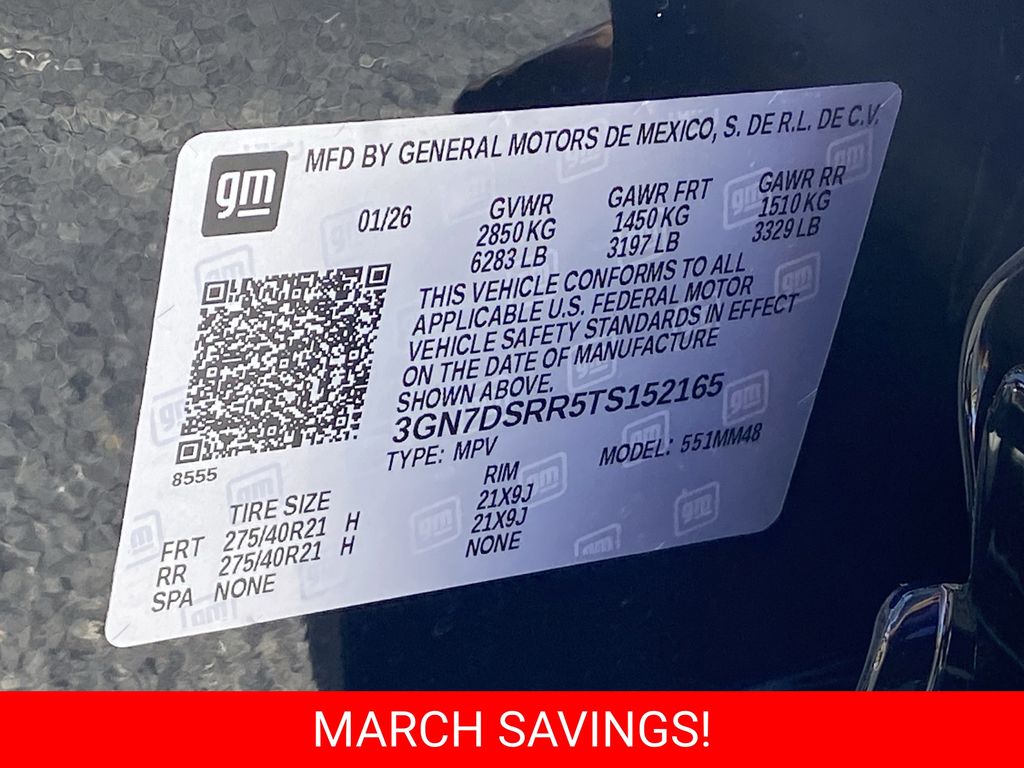 gm
MFD BY GENERAL MOTORS DE MEXICO, S. DE R.L. DE C.V.
01/26
GVWR
2850 KG
6283 LB
GAWR FRT
1450 KG
3197 LB
GAWR RR
1510 KG
3329 LB
THIS VEHICLE CONFORMS TO ALL
APPLICABLE U.S. FEDERAL MOTOR
VEHICLE SAFETY STANDARDS IN EFFECT
ON THE DATE OF MANUFACTURE
SHOWN ABOVE.
3GN7DSRR5TS152165
TYPE: MPV MODEL: 551MM48
8555
TIRE SIZE RIM
FRT 275/40R21 H 21X9J
RR 275/40R21 H 21X9J
SPA NONE NONE
MARCH SAVINGS!